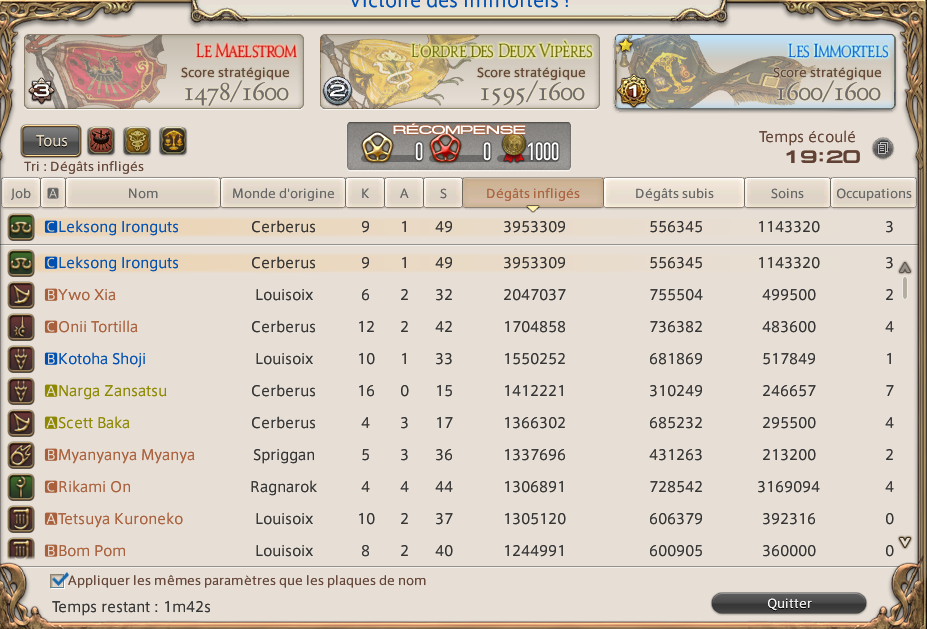 Victoire des Immortels !
Le Maelstrom
Score stratégique
1478/1600
3
L'ordre des Deux Vipères
Score stratégique
1595/1600
2
Les Immortels
Score stratégique
1600/1600
1
Tous
Tri : Dégâts infligés
RÉCOMPENSE
0 0 1000
Temps écoulé
19:20
Job A Nom Monde d'origine K A S Dégâts infligés Dégâts subis Soins Occupations
C Leksong Ironguts Cerberus 9 1 49 3953309 556345 1143320 3
C Leksong Ironguts Cerberus 9 1 49 3953309 556345 1143320 3
B Ywo Xia Louisoix 6 2 32 2047037 755504 499500 2
C Onii Tortilla Cerberus 12 2 42 1704858 736382 483600 4
B Kotoha Shoji Louisoix 10 1 33 1550252 681869 517849 1
A Narga Zansatsu Cerberus 16 0 15 1412221 310249 246657 7
A Scett Baka Cerberus 4 3 17 1366302 685232 295500 4
B Myanyanya Myanya Spriggan 5 3 36 1337696 431263 213200 2
C Rikami On Ragnarok 4 4 44 1306891 728542 3169094 4
A Tetsuya Kuroneko Louisoix 10 2 37 1305120 606379 392316 0
B Bom Pom Louisoix 8 2 40 1244991 600905 360000 0
Appliquer les mêmes paramètres que les plaques de nom
Temps restant : 1m42s
Quitter